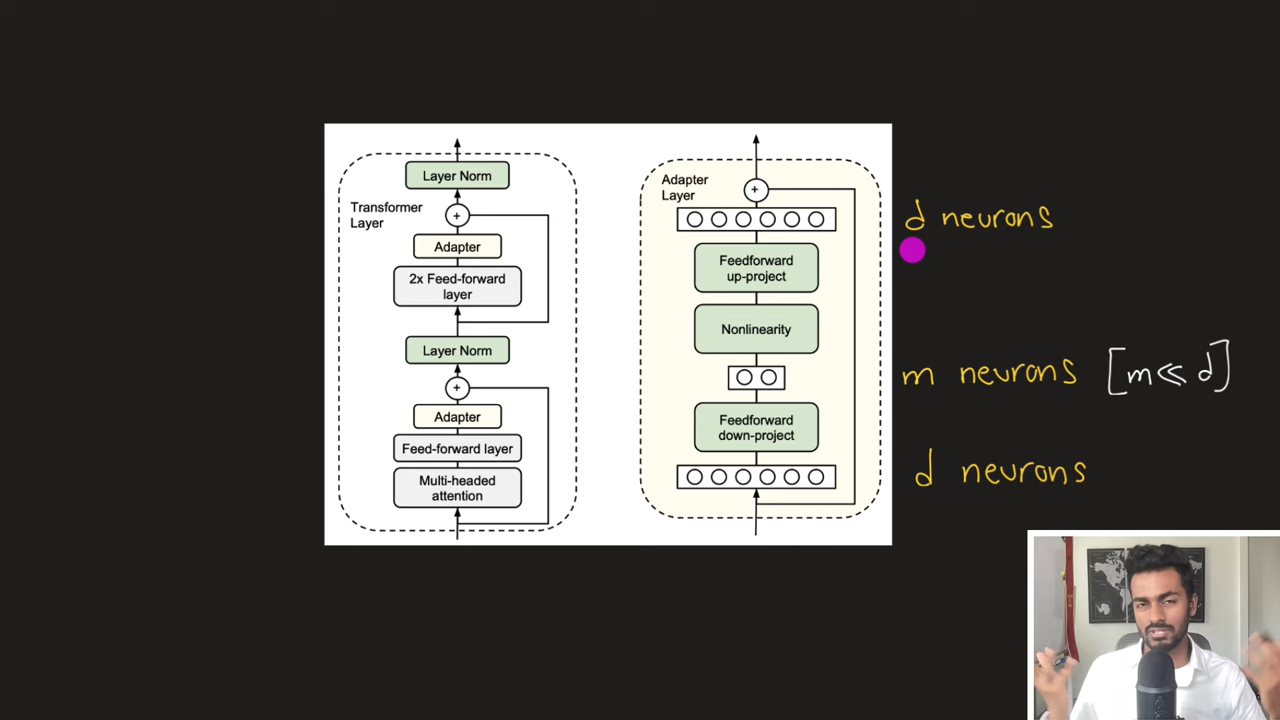 Layer Norm
Transformer
Layer
+
Adapter
2x Feed-forward
layer
Layer Norm
+
Adapter
Feed-forward layer
Multi-headed
attention
Adapter
Layer
+
Feedforward
up-project
Nonlinearity
Feedforward
down-project
d neurons
m neurons [m≪d]
d neurons